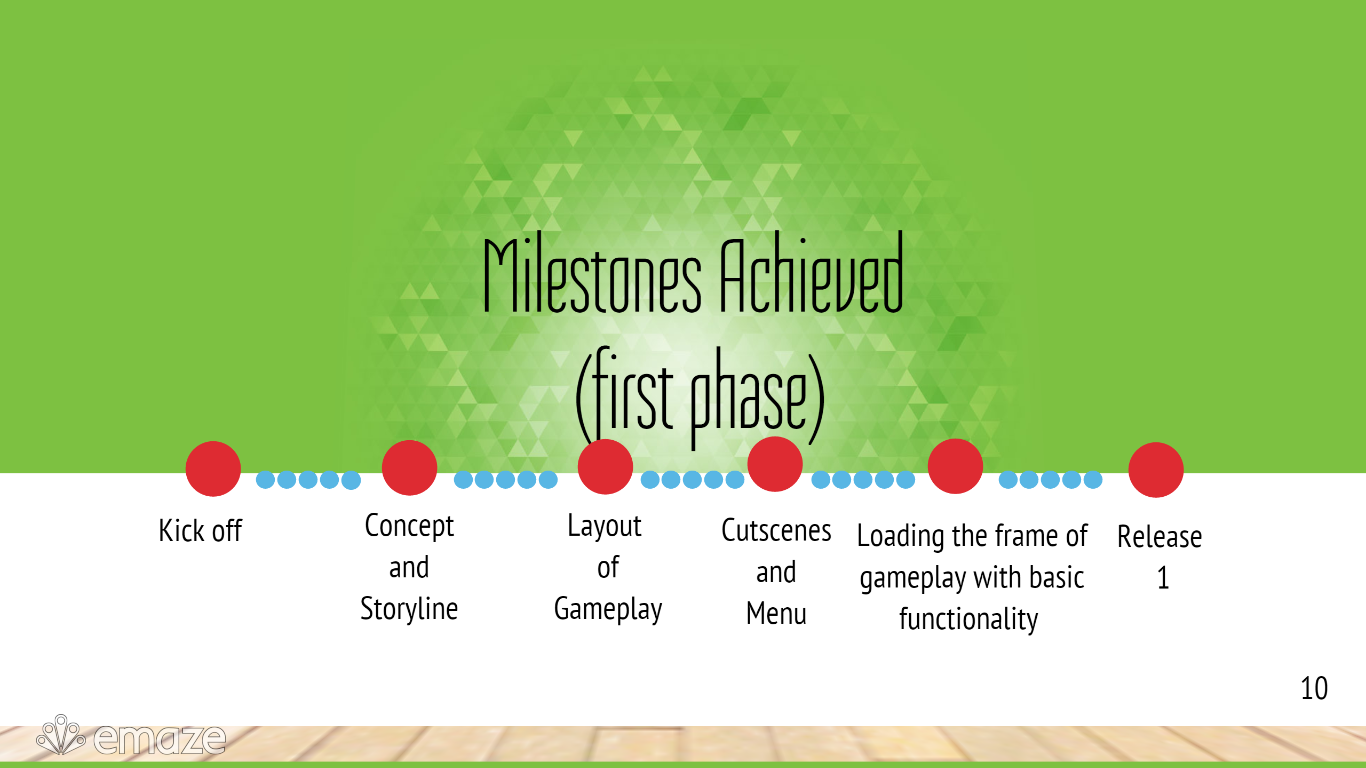 Milestones Achieved
(first phase)
Kick off
Concept
and
Storyline
Layout
of
Gameplay
Cutscenes
and
Menu
Loading the frame of
gameplay with basic
functionality
Release
1
10
emaze